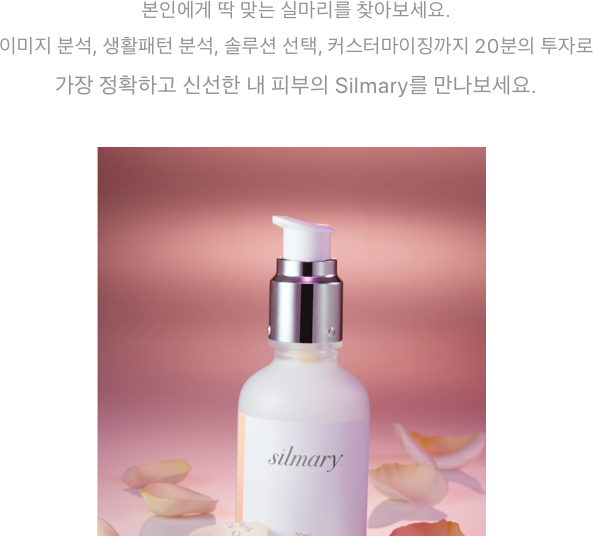 본인에게 딱 맞는 실마리를 찾아보세요.
이미지 분석, 생활패턴 분석, 솔루션 선택, 커스터마이징까지 20분의 투자로
가장 정확하고 신선한 내 피부의 Silmary를 만나보세요.
silmary.